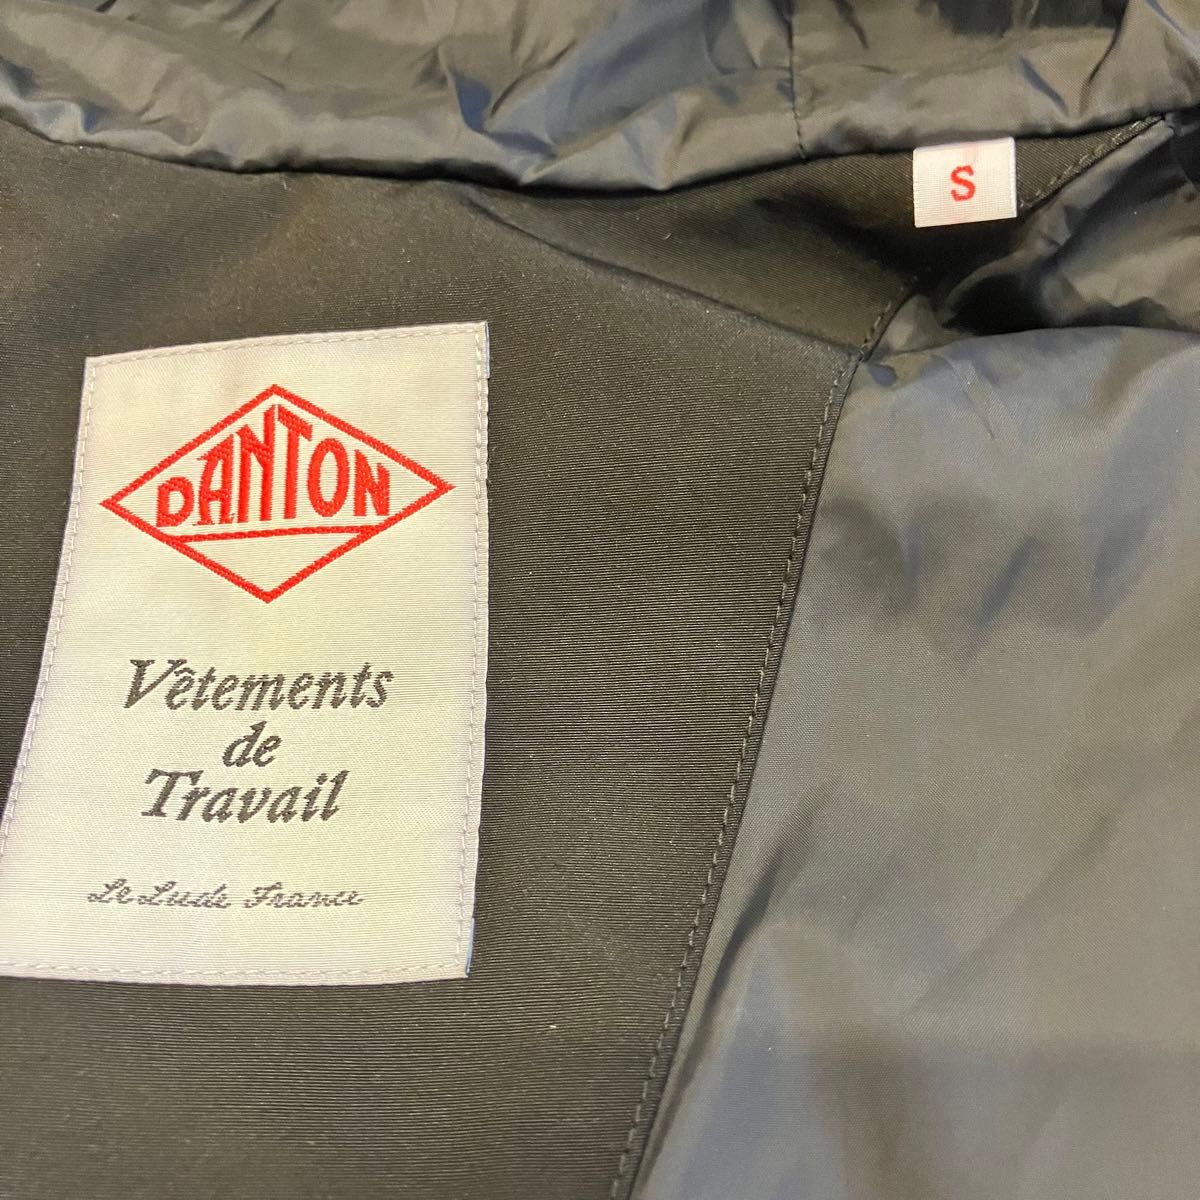 S
DANTON
Vêtements
de
Travail
Le Lude France